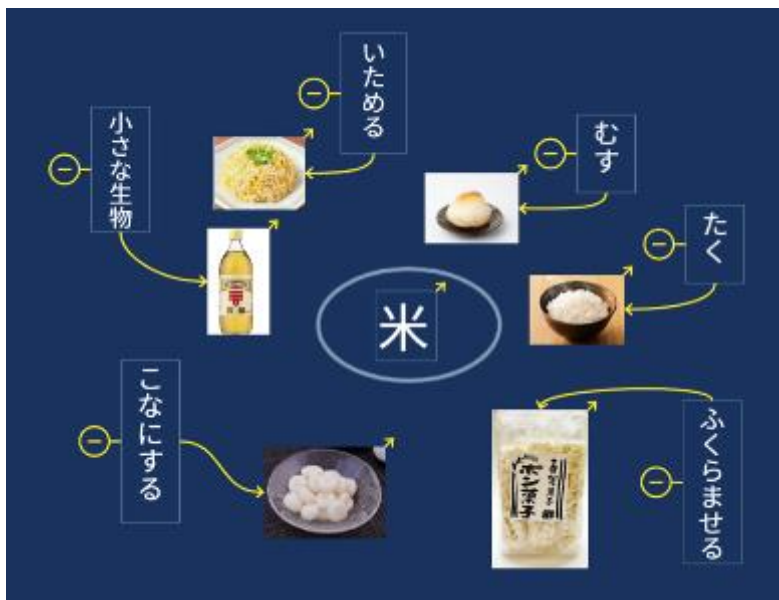 いためる
むす
小さな生物
たく
米
こなにする
ふくらませる
ポン菓子